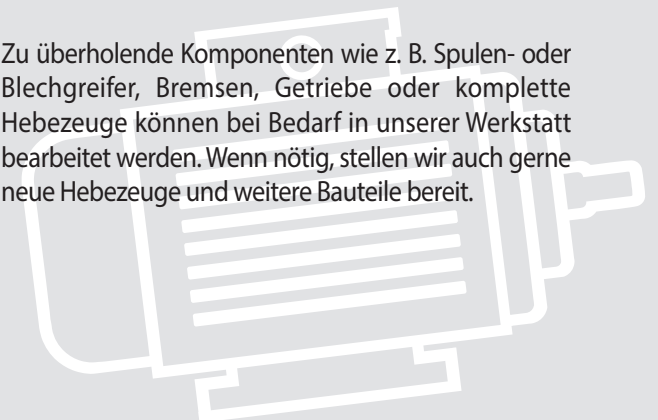 Zu überholende Komponenten wie z. B. Spulen- oder
Blechgreifer, Bremsen, Getriebe oder komplette
Hebezeuge können bei Bedarf in unserer Werkstatt
bearbeitet werden. Wenn nötig, stellen wir auch gerne
neue Hebezeuge und weitere Bauteile bereit.